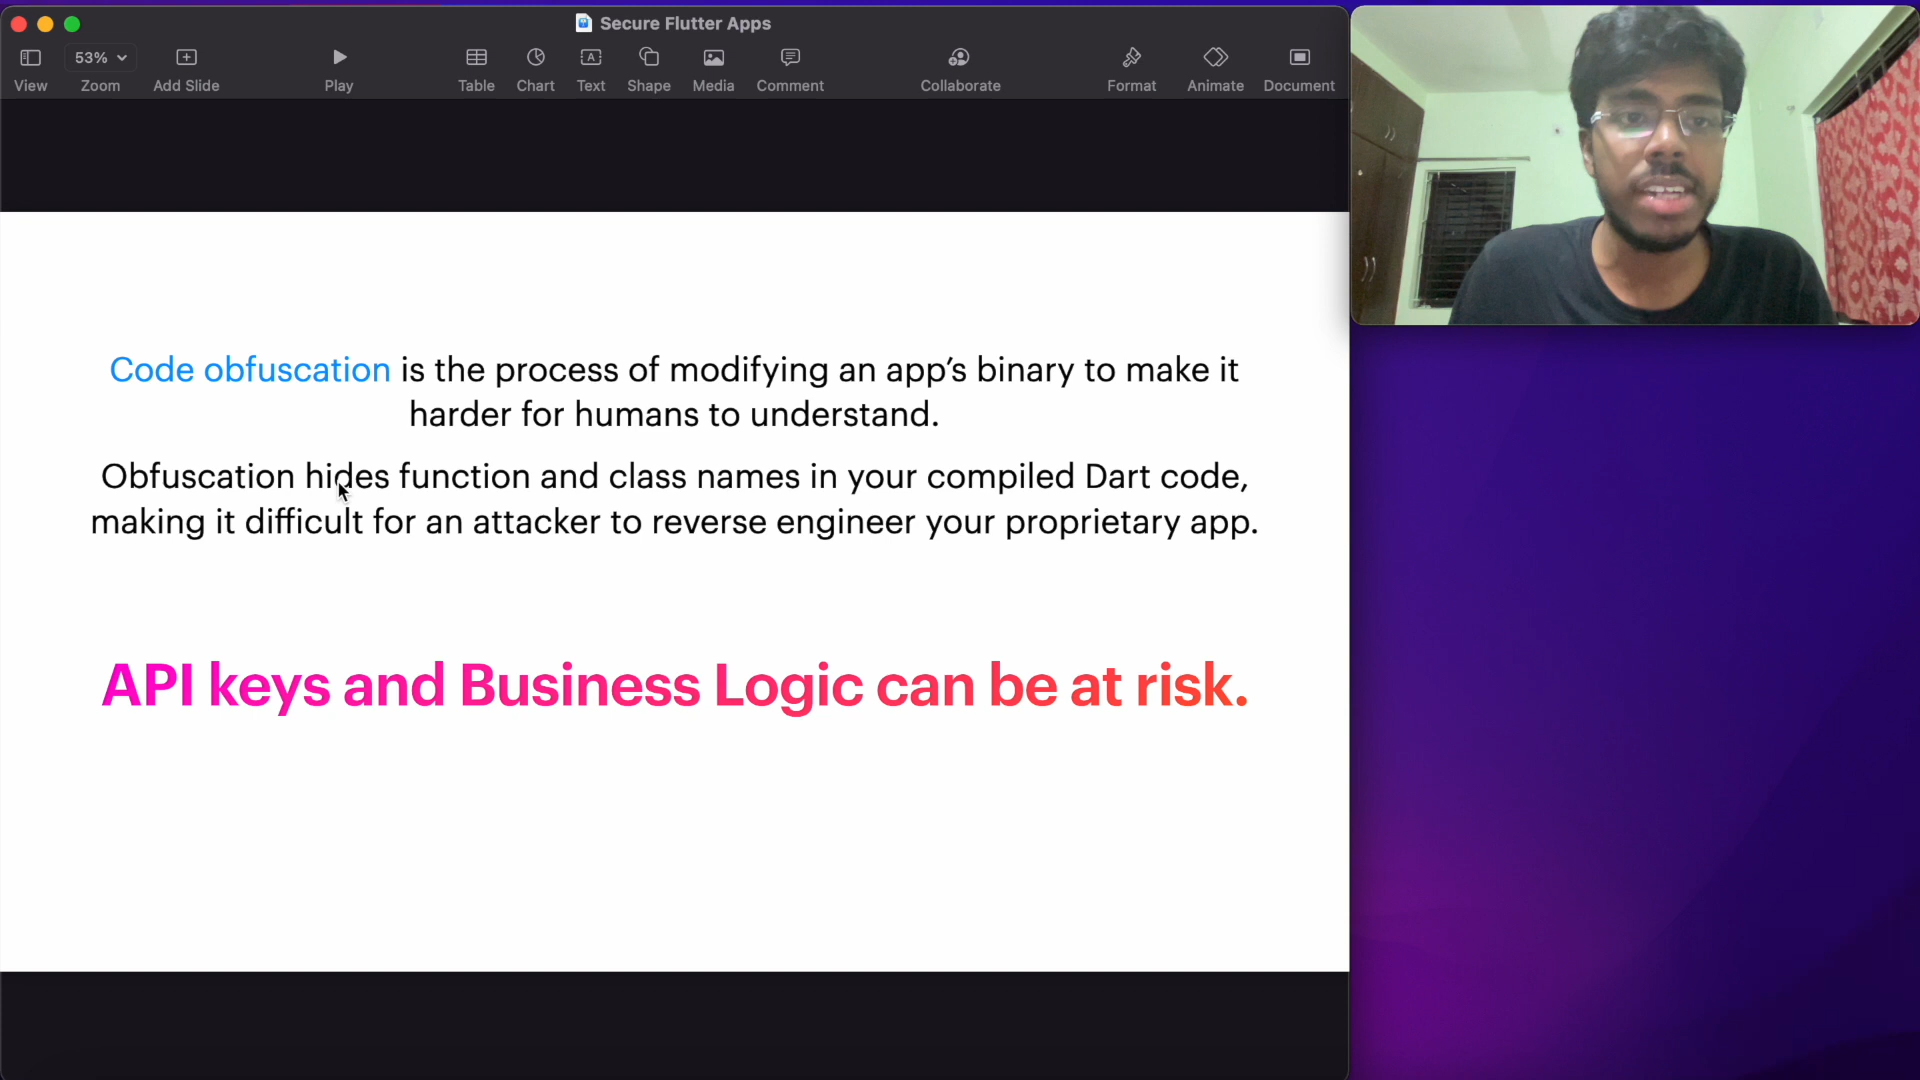 Secure Flutter Apps
53%
View
Zoom
Add Slide
Play
Table
Chart
Text
Shape
Media
Comment
Collaborate
Format
Animate
Document
Code obfuscation is the process of modifying an app’s binary to make it
harder for humans to understand.
Obfuscation hides function and class names in your compiled Dart code,
making it difficult for an attacker to reverse engineer your proprietary app.
API keys and Business Logic can be at risk.